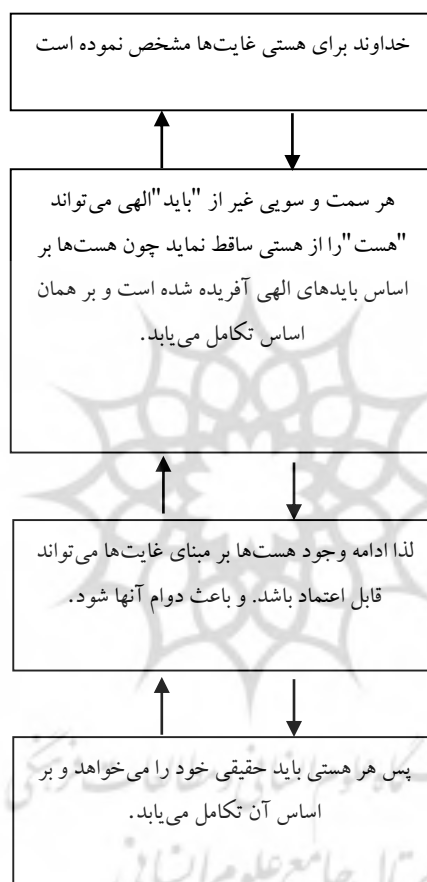 خداوند برای هستی غایت‌ها مشخص نموده است
هر سمت و سویی غیر از "باید"الهی می‌تواند
"هست"را از هستی ساقط نماید چون هست‌ها بر
اساس بایدهای الهی آفریده شده است و بر همان
اساس تکامل می‌یابد.
لذا ادامه وجود هست‌ها بر مبنای غایت‌ها می‌تواند
قابل اعتماد باشد. و باعث دوام آنها شود.
پس هر هستی باید حقیقی خود را می‌خواهد و بر
اساس آن تکامل می‌یابد.
جامع علوم انسانی